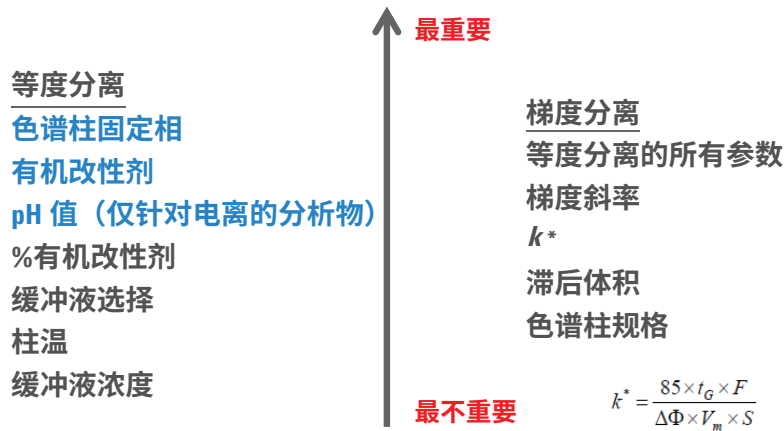 最重要
等度分离
色谱柱固定相
有机改性剂
pH 值（仅针对电离的分析物）
%有机改性剂
缓冲液选择
柱温
缓冲液浓度
梯度分离
等度分离的所有参数
梯度斜率
k*
滞后体积
色谱柱规格
最不重要
k* = 85×t_G×F / ΔΦ×V_m×S